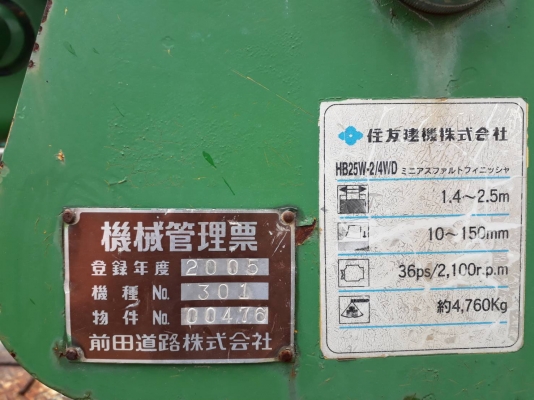 機械管理票
登録年度 2005
機種 No. 301
物件 No. 00476
前田道路株式会社
住友建機株式会社
HB25W-2/4WD ミニアスファルトフィニッシャ
1.4～2.5m
10～150mm
36ps/2,100r.p.m
約4,760Kg